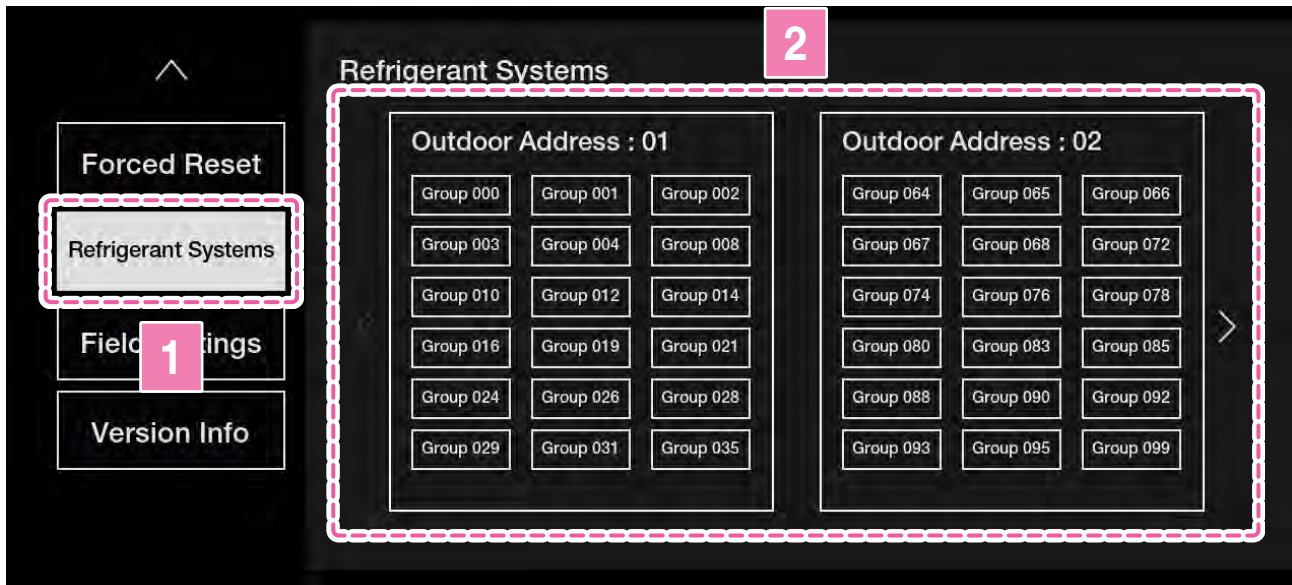 2
Refrigerant Systems
Forced Reset
Refrigerant Systems
1
Version Info
Outdoor Address : 01
Group 000 Group 001 Group 002
Group 003 Group 004 Group 008
Group 010 Group 012 Group 014
Group 016 Group 019 Group 021
Group 024 Group 026 Group 028
Group 029 Group 031 Group 035
Outdoor Address : 02
Group 064 Group 065 Group 066
Group 067 Group 068 Group 072
Group 074 Group 076 Group 078
Group 080 Group 083 Group 085
Group 088 Group 090 Group 092
Group 093 Group 095 Group 099